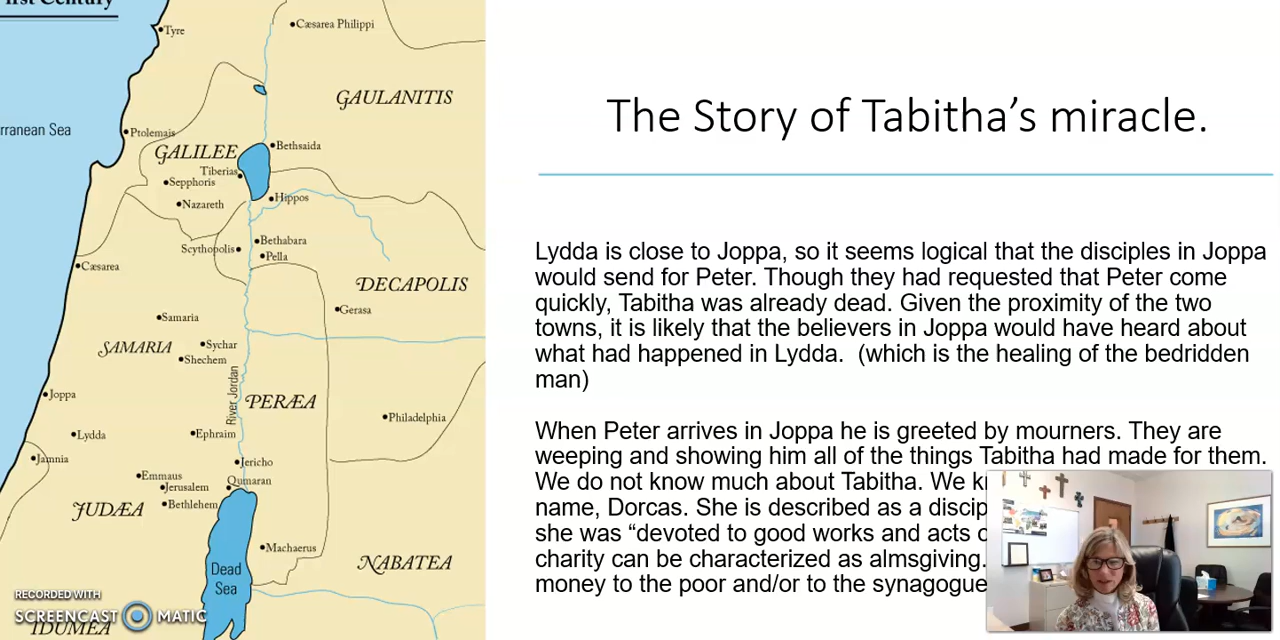 Tyre
Cæsarea Philippi
GAULANITIS
Sea
Ptolemais
GALILEE
Bethsaida
Tiberias
Sepphoris
Nazareth
Hippos
Scythopolis
Bethabara
Pella
Cæsarea
DECAPOLIS
Gerasa
Samaria
SAMARIA
Sychar
Shechem
River Jordan
Joppa
PERÆA
Philadelphia
Lydda
Ephraim
Jamnia
Jericho
Emmaus
Qumaran
Jerusalem
JUDÆA
Bethlehem
Machaerus
NABATEA
Dead
Sea
IDUMEA
RECORDED WITH
SCREENCAST MATIC
The Story of Tabitha’s miracle.
Lydda is close to Joppa, so it seems logical that the disciples in Joppa
would send for Peter. Though they had requested that Peter come
quickly, Tabitha was already dead. Given the proximity of the two
towns, it is likely that the believers in Joppa would have heard about
what had happened in Lydda. (which is the healing of the bedridden
man)
When Peter arrives in Joppa he is greeted by mourners. They are
weeping and showing him all of the things Tabitha had made for them.
We do not know much about Tabitha. We
name, Dorcas. She is described as a
she was “devoted to good works and acts
charity can be characterized as almsgiving.
money to the poor and/or to the synagogue